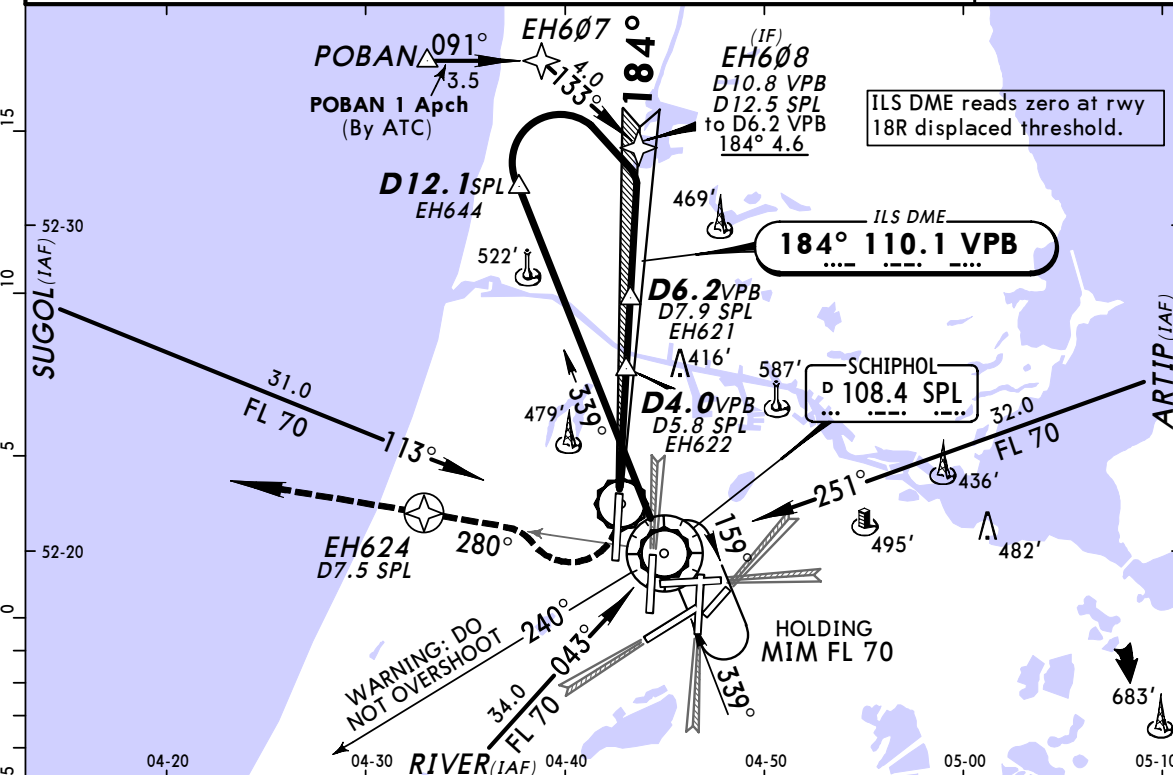 EH6Ø7
184°
(IF)
EH6Ø8
D10.8 VPB
D12.5 SPL
to D6.2 VPB
184° 4.6
POBAN
091°
3.5
4.0
133°
POBAN 1 Apch
(By ATC)
ILS DME reads zero at rwy
18R displaced threshold.
15
D12.1SPL
EH644
469'
52-30
ILS DME
184° 110.1 VPB
522'
10
SUGOL(IAF)
D6.2VPB
D7.9 SPL
EH621
416'
ARTIP(IAF)
587'
SCHIPHOL
D 108.4 SPL
31.0
FL 70
113°
339°
479'
D4.0VPB
D5.8 SPL
EH622
32.0
FL 70
5
251°
436'
495'
482'
159°
52-20
EH624
D7.5 SPL
280°
0
240°
WARNING: DO
NOT OVERSHOOT
043°
34.0
FL 70
HOLDING
MIM FL 70
339°
683'
5
04-20
04-30
RIVER(IAF)
04-40
04-50
05-00
05-10